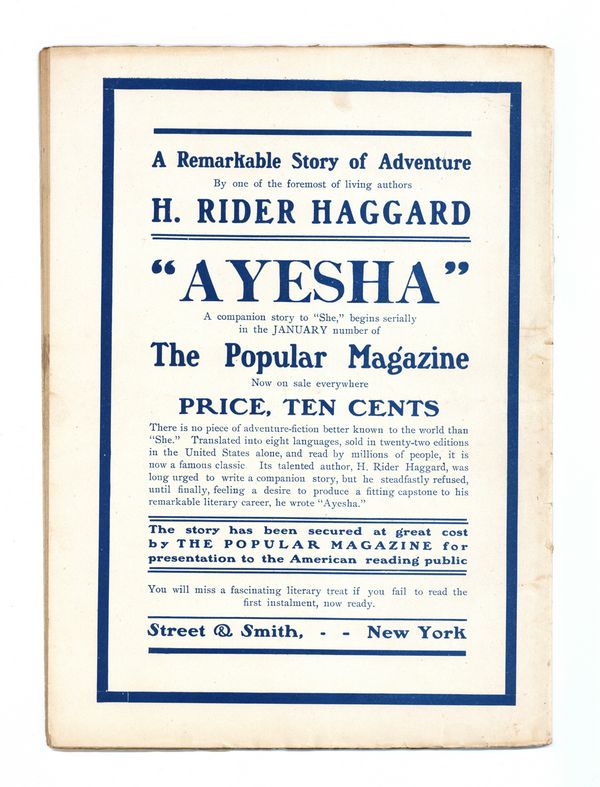 A Remarkable Story of Adventure
By one of the foremost of living authors
H. RIDER HAGGARD
“AYESHA”
A companion story to “She,” begins serially
in the JANUARY number of
The Popular Magazine
Now on sale everywhere
PRICE, TEN CENTS
There is no piece of adventure-fiction better known to the world than
“She.” Translated into eight languages, sold in twenty-two editions
in the United States alone, and read by millions of people, it is
now a famous classic Its talented author, H. Rider Haggard, was
long urged to write a companion story, but he steadfastly refused,
until finally, feeling a desire to produce a fitting capstone to his
remarkable literary career, he wrote “Ayesha.”
The story has been secured at great cost
by THE POPULAR MAGAZINE for
presentation to the American reading public
You will miss a fascinating literary treat if you fail to read the
first instalment, now ready.
Street & Smith, - - New York